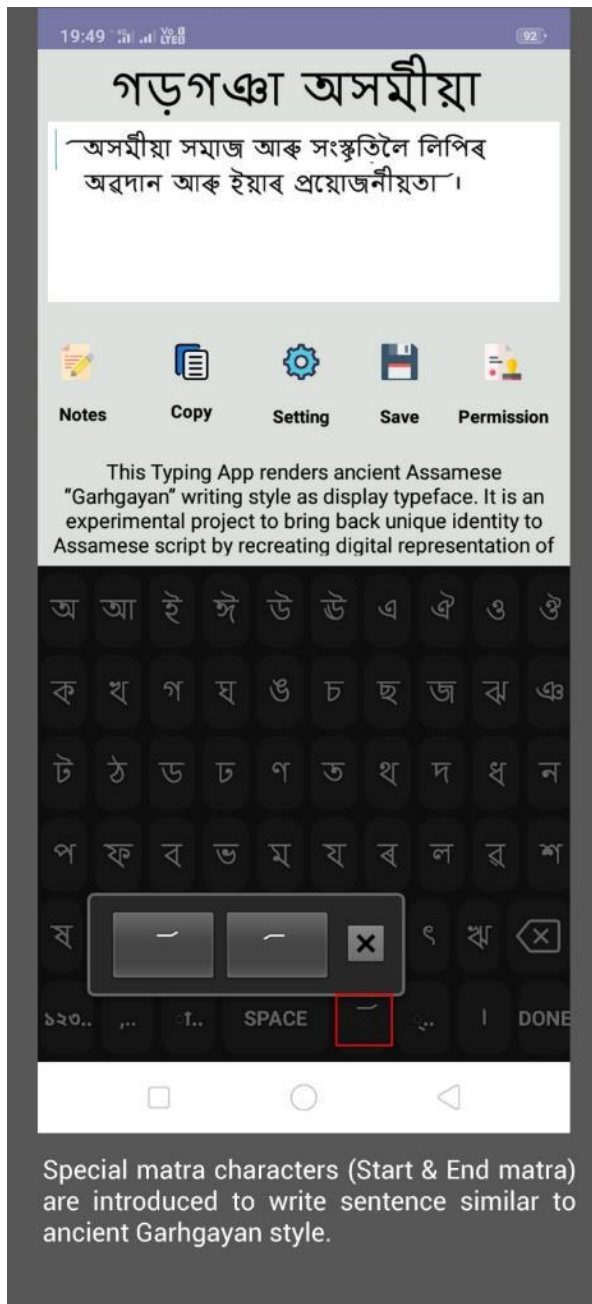 19:49 4G Vo LTE 92
গড়গঞা অসমীয়া
অসমীয়া সমাজ আৰু সংস্কৃতিলৈ লিপিৰ
অৱদান আৰু ইয়াৰ প্ৰয়োজনীয়তা।
Notes Copy Setting Save Permission
This Typing App renders ancient Assamese
"Garhgayan" writing style as display typeface. It is an
experimental project to bring back unique identity to
Assamese script by recreating digital representation of
অ আ ই ঈ উ ঊ এ ঐ ও ঔ
ক খ গ ঘ ঙ চ ছ জ ঝ ঞ
ট ঠ ড ঢ ণ ত থ দ ধ ন
প ফ ব ভ ম য ৰ ল ৱ শ
ষ ৎ ঋ
১২৩.. ,.. া.. SPACE ্.. । DONE
Special matra characters (Start & End matra)
are introduced to write sentence similar to
ancient Garhgayan style.